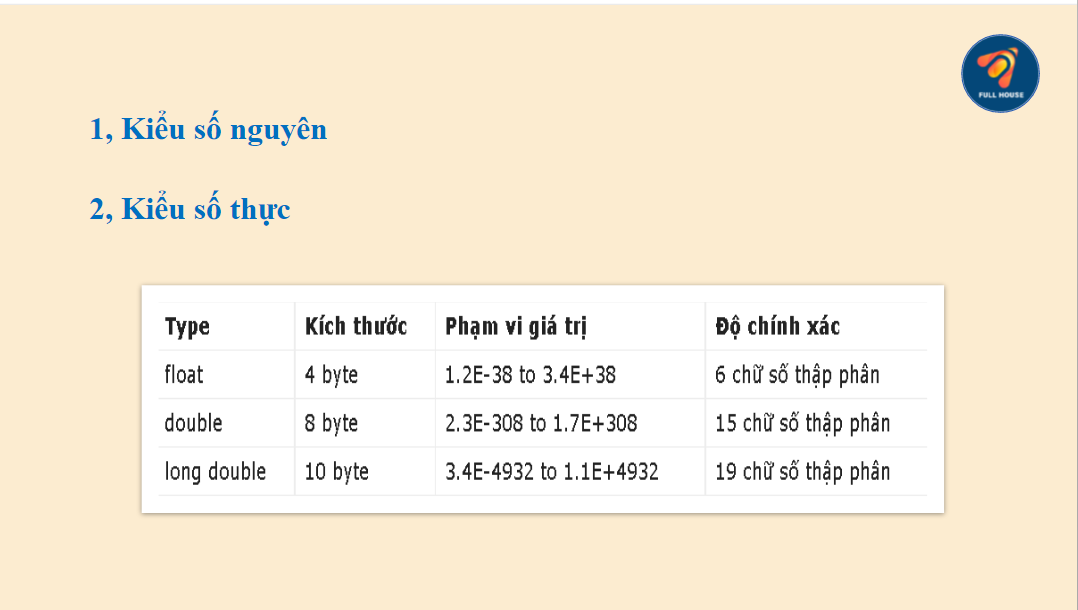 FULL HOUSE
1, Kiểu số nguyên
2, Kiểu số thực
Type Kích thước Phạm vi giá trị Độ chính xác
float 4 byte 1.2E-38 to 3.4E+38 6 chữ số thập phân
double 8 byte 2.3E-308 to 1.7E+308 15 chữ số thập phân
long double 10 byte 3.4E-4932 to 1.1E+4932 19 chữ số thập phân